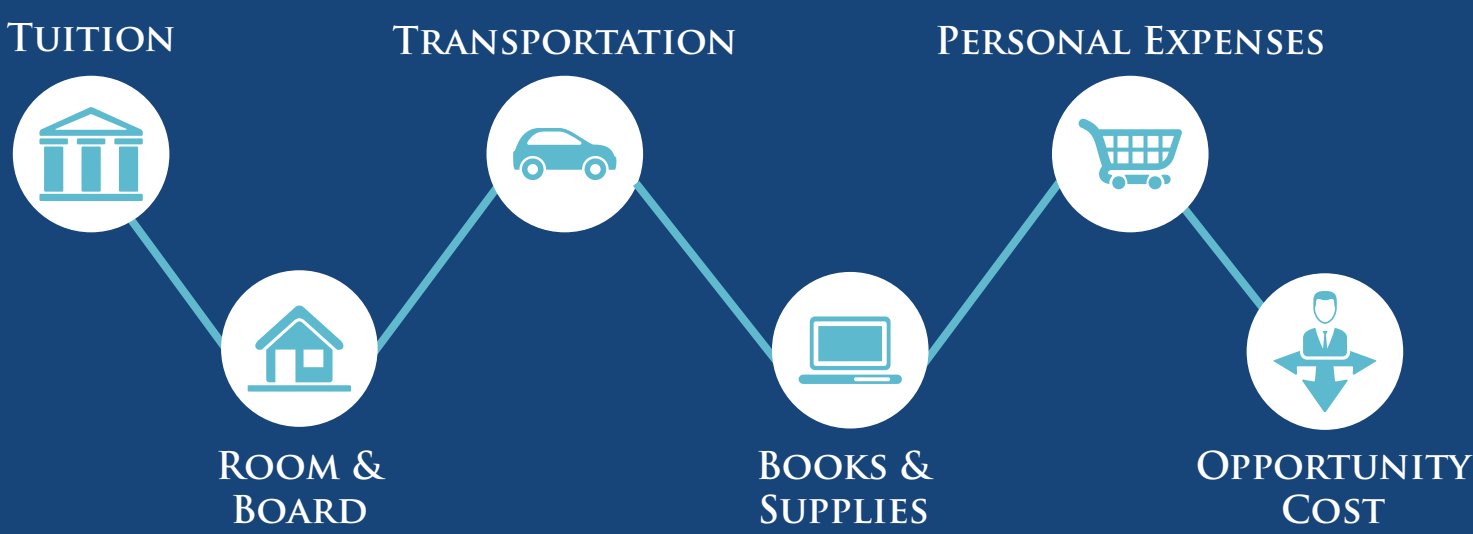 Tuition
Transportation
Personal Expenses
Room &
Board
Books &
Supplies
Opportunity
Cost